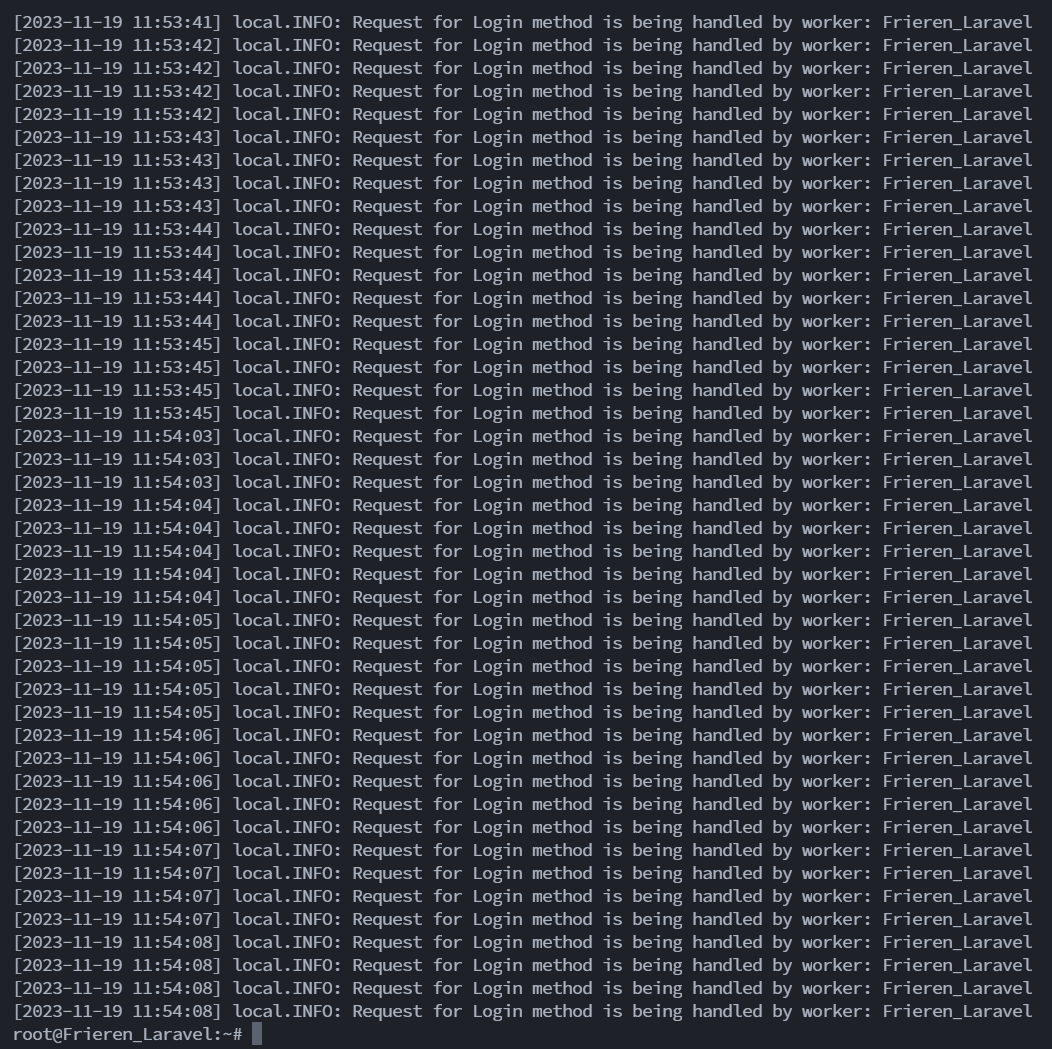 [2023-11-19 11:53:41] local.INFO: Request for Login method is being handled by worker: Frieren_Laravel
[2023-11-19 11:53:42] local.INFO: Request for Login method is being handled by worker: Frieren_Laravel
[2023-11-19 11:53:42] local.INFO: Request for Login method is being handled by worker: Frieren_Laravel
[2023-11-19 11:53:42] local.INFO: Request for Login method is being handled by worker: Frieren_Laravel
[2023-11-19 11:53:42] local.INFO: Request for Login method is being handled by worker: Frieren_Laravel
[2023-11-19 11:53:43] local.INFO: Request for Login method is being handled by worker: Frieren_Laravel
[2023-11-19 11:53:43] local.INFO: Request for Login method is being handled by worker: Frieren_Laravel
[2023-11-19 11:53:43] local.INFO: Request for Login method is being handled by worker: Frieren_Laravel
[2023-11-19 11:53:43] local.INFO: Request for Login method is being handled by worker: Frieren_Laravel
[2023-11-19 11:53:44] local.INFO: Request for Login method is being handled by worker: Frieren_Laravel
[2023-11-19 11:53:44] local.INFO: Request for Login method is being handled by worker: Frieren_Laravel
[2023-11-19 11:53:44] local.INFO: Request for Login method is being handled by worker: Frieren_Laravel
[2023-11-19 11:53:44] local.INFO: Request for Login method is being handled by worker: Frieren_Laravel
[2023-11-19 11:53:44] local.INFO: Request for Login method is being handled by worker: Frieren_Laravel
[2023-11-19 11:53:45] local.INFO: Request for Login method is being handled by worker: Frieren_Laravel
[2023-11-19 11:53:45] local.INFO: Request for Login method is being handled by worker: Frieren_Laravel
[2023-11-19 11:53:45] local.INFO: Request for Login method is being handled by worker: Frieren_Laravel
[2023-11-19 11:53:45] local.INFO: Request for Login method is being handled by worker: Frieren_Laravel
[2023-11-19 11:54:03] local.INFO: Request for Login method is being handled by worker: Frieren_Laravel
[2023-11-19 11:54:03] local.INFO: Request for Login method is being handled by worker: Frieren_Laravel
[2023-11-19 11:54:03] local.INFO: Request for Login method is being handled by worker: Frieren_Laravel
[2023-11-19 11:54:04] local.INFO: Request for Login method is being handled by worker: Frieren_Laravel
[2023-11-19 11:54:04] local.INFO: Request for Login method is being handled by worker: Frieren_Laravel
[2023-11-19 11:54:04] local.INFO: Request for Login method is being handled by worker: Frieren_Laravel
[2023-11-19 11:54:04] local.INFO: Request for Login method is being handled by worker: Frieren_Laravel
[2023-11-19 11:54:04] local.INFO: Request for Login method is being handled by worker: Frieren_Laravel
[2023-11-19 11:54:05] local.INFO: Request for Login method is being handled by worker: Frieren_Laravel
[2023-11-19 11:54:05] local.INFO: Request for Login method is being handled by worker: Frieren_Laravel
[2023-11-19 11:54:05] local.INFO: Request for Login method is being handled by worker: Frieren_Laravel
[2023-11-19 11:54:05] local.INFO: Request for Login method is being handled by worker: Frieren_Laravel
[2023-11-19 11:54:05] local.INFO: Request for Login method is being handled by worker: Frieren_Laravel
[2023-11-19 11:54:06] local.INFO: Request for Login method is being handled by worker: Frieren_Laravel
[2023-11-19 11:54:06] local.INFO: Request for Login method is being handled by worker: Frieren_Laravel
[2023-11-19 11:54:06] local.INFO: Request for Login method is being handled by worker: Frieren_Laravel
[2023-11-19 11:54:06] local.INFO: Request for Login method is being handled by worker: Frieren_Laravel
[2023-11-19 11:54:06] local.INFO: Request for Login method is being handled by worker: Frieren_Laravel
[2023-11-19 11:54:07] local.INFO: Request for Login method is being handled by worker: Frieren_Laravel
[2023-11-19 11:54:07] local.INFO: Request for Login method is being handled by worker: Frieren_Laravel
[2023-11-19 11:54:07] local.INFO: Request for Login method is being handled by worker: Frieren_Laravel
[2023-11-19 11:54:07] local.INFO: Request for Login method is being handled by worker: Frieren_Laravel
[2023-11-19 11:54:08] local.INFO: Request for Login method is being handled by worker: Frieren_Laravel
[2023-11-19 11:54:08] local.INFO: Request for Login method is being handled by worker: Frieren_Laravel
[2023-11-19 11:54:08] local.INFO: Request for Login method is being handled by worker: Frieren_Laravel
[2023-11-19 11:54:08] local.INFO: Request for Login method is being handled by worker: Frieren_Laravel
root@Frieren_Laravel:~#